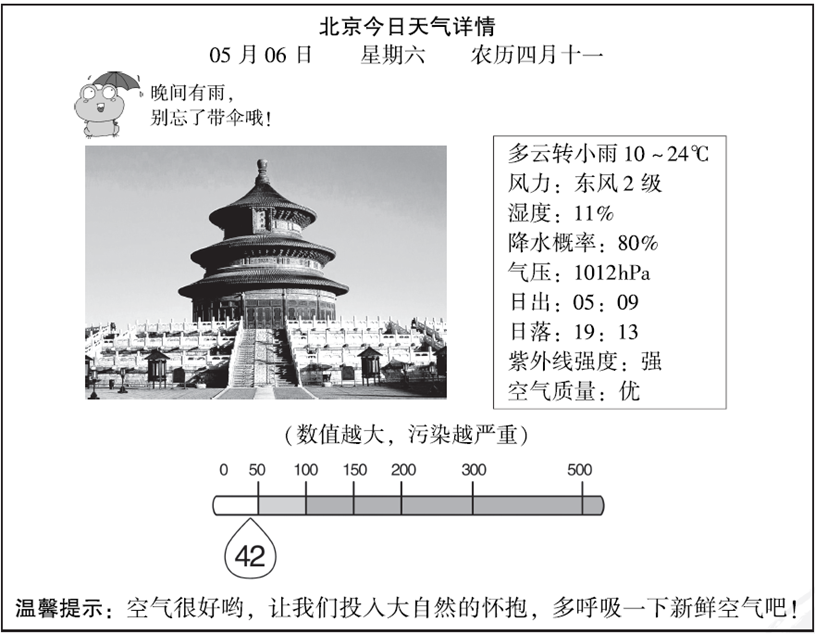 北京今日天气详情
05 月 06 日 星期六 农历四月十一
晚间有雨，
别忘了带伞哦！
多云转小雨 10 ~ 24℃
风力：东风 2 级
湿度：11%
降水概率：80%
气压：1012hPa
日出：05：09
日落：19：13
紫外线强度：强
空气质量：优
（数值越大，污染越严重）
0 50 100 150 200 300 500
42
温馨提示：空气很好哟，让我们投入大自然的怀抱，多呼吸一下新鲜空气吧！